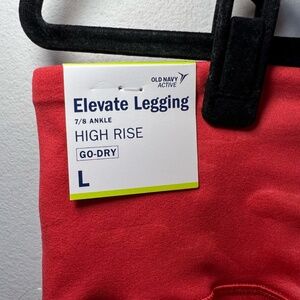 OLD NAVY
ACTIVE
Elevate Legging
7/8 ANKLE
HIGH RISE
GO-DRY
L